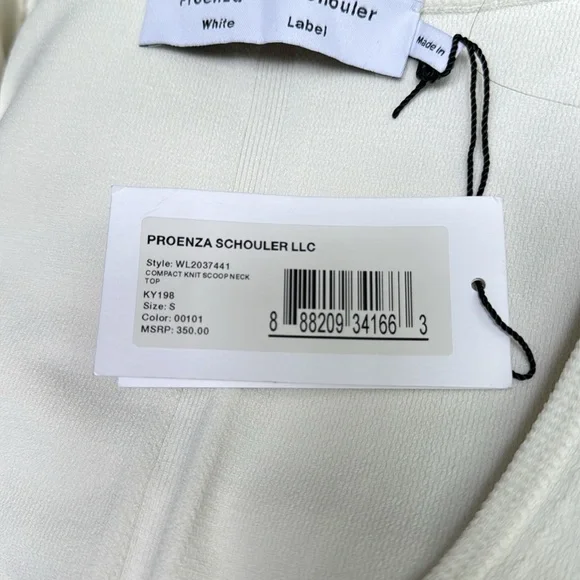 Proenza Schouler
White Label
Made in
PROENZA SCHOULER LLC
Style: WL2037441
COMPACT KNIT SCOOP NECK
TOP
KY198
Size: S
Color: 00101
MSRP: 350.00
8 88209 34166 3